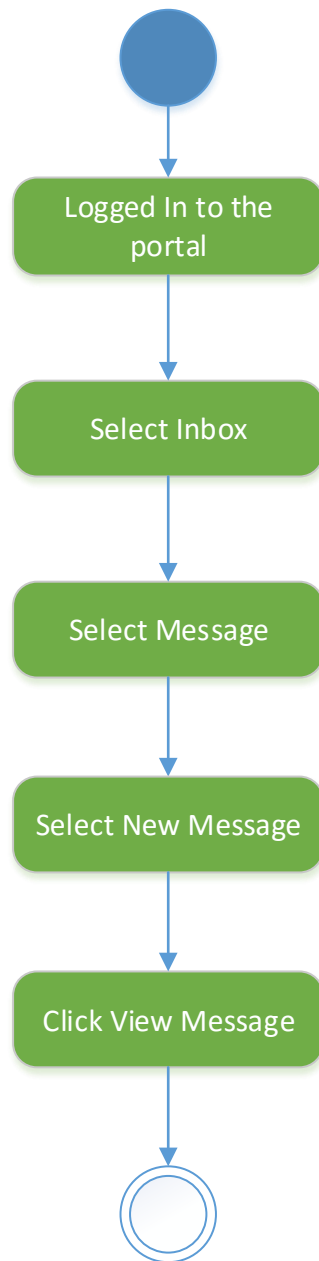 Logged In to the
portal
Select Inbox
Select Message
Select New Message
Click View Message